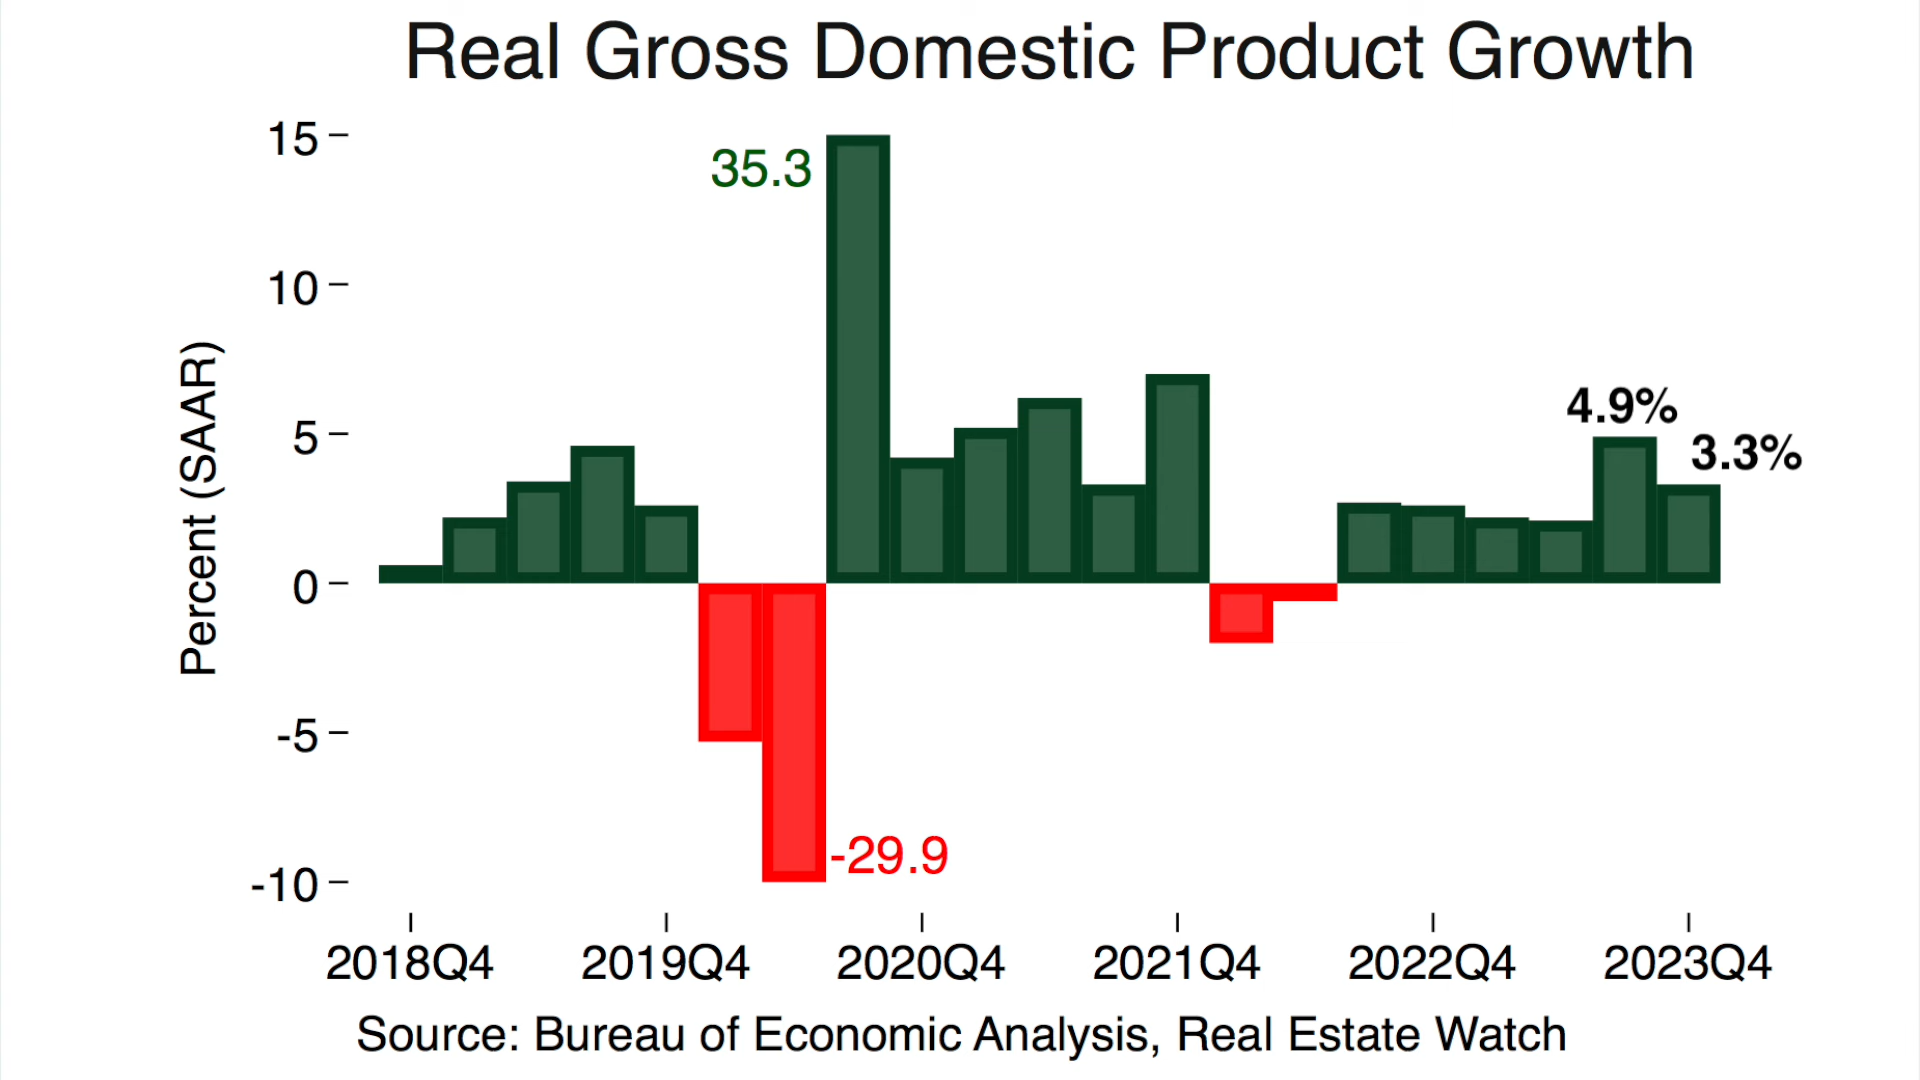 Real Gross Domestic Product Growth
Percent (SAAR)
15
10
5
0
-5
-10
35.3
-29.9
4.9%
3.3%
2018Q4 2019Q4 2020Q4 2021Q4 2022Q4 2023Q4
Source: Bureau of Economic Analysis, Real Estate Watch